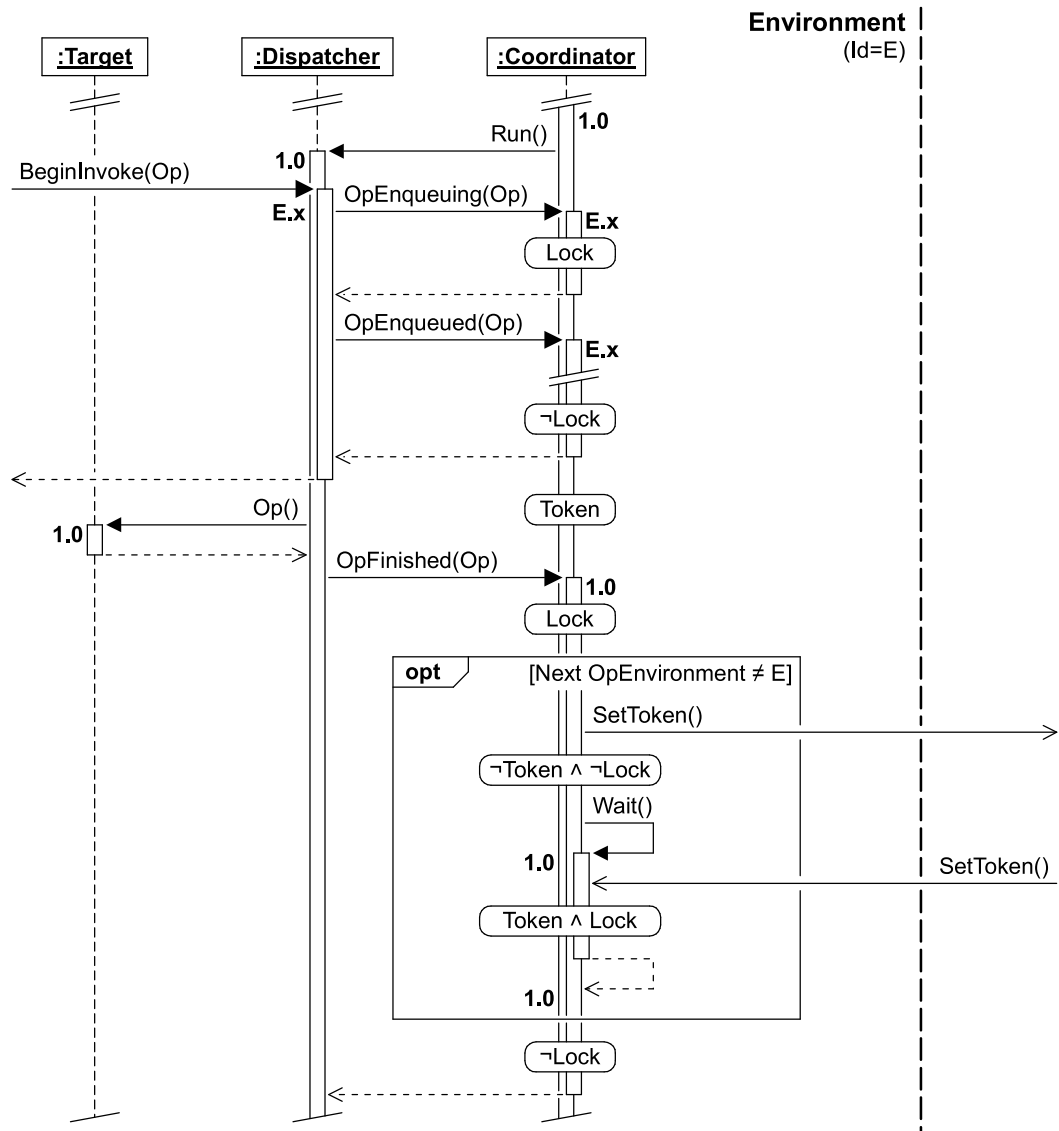 Environment
(Id=E)
:Target
:Dispatcher
:Coordinator
1.0
Run()
1.0
BeginInvoke(Op)
OpEnqueuing(Op)
E.x
E.x
Lock
OpEnqueued(Op)
E.x
¬Lock
Token
Op()
1.0
OpFinished(Op)
1.0
Lock
opt
[Next OpEnvironment ≠ E]
SetToken()
¬Token ∧ ¬Lock
Wait()
1.0
SetToken()
Token ∧ Lock
1.0
¬Lock